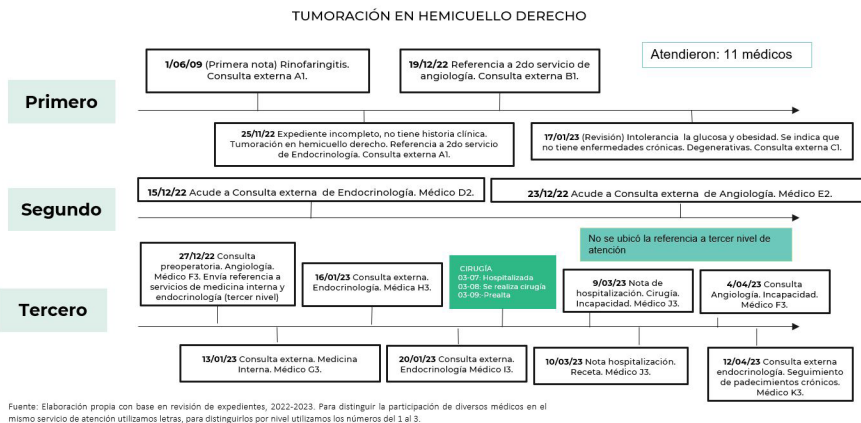 TUMORACIÓN EN HEMICUELLO DERECHO
Atendieron: 11 médicos
Primero
1/06/09 (Primera nota) Rinofaringitis.
Consulta externa A1.
19/12/22 Referencia a 2do servicio de
angiología. Consulta externa B1.
25/11/22 Expediente incompleto, no tiene historia clínica.
Tumoración en hemicuello derecho. Referencia a 2do servicio
de Endocrinología. Consulta externa A1.
17/01/23 (Revisión) Intolerancia la glucosa y obesidad. Se indica que
no tiene enfermedades crónicas. Degenerativas. Consulta externa C1.
Segundo
15/12/22 Acude a Consulta externa de Endocrinología. Médico D2.
23/12/22 Acude a Consulta externa de Angiología. Médico E2.
No se ubicó la referencia a tercer nivel de
atención
Tercero
27/12/22 Consulta
preoperatoria. Angiología.
Médico F3. Envía referencia a
servicios de medicina interna y
endocrinología (tercer nivel)
16/01/23 Consulta externa.
Endocrinología. Médica H3.
CIRUGÍA
03-07: Hospitalizada
03-08: Se realiza cirugía
03-09:-Prealta
9/03/23 Nota de
hospitalización. Cirugía.
Incapacidad. Médico J3.
4/04/23 Consulta
Angiología. Incapacidad.
Médico F3.
13/01/23 Consulta externa. Medicina
Interna. Médico G3.
20/01/23 Consulta externa.
Endocrinología Médico I3.
10/03/23 Nota hospitalización.
Receta. Médico J3.
12/04/23 Consulta externa
endocrinología. Seguimiento
de padecimientos crónicos.
Médico K3.
Fuente: Elaboración propia con base en revisión de expedientes, 2022-2023. Para distinguir la participación de diversos médicos en el
mismo servicio de atención utilizamos letras, para distinguirlos por nivel utilizamos los números del 1 al 3.